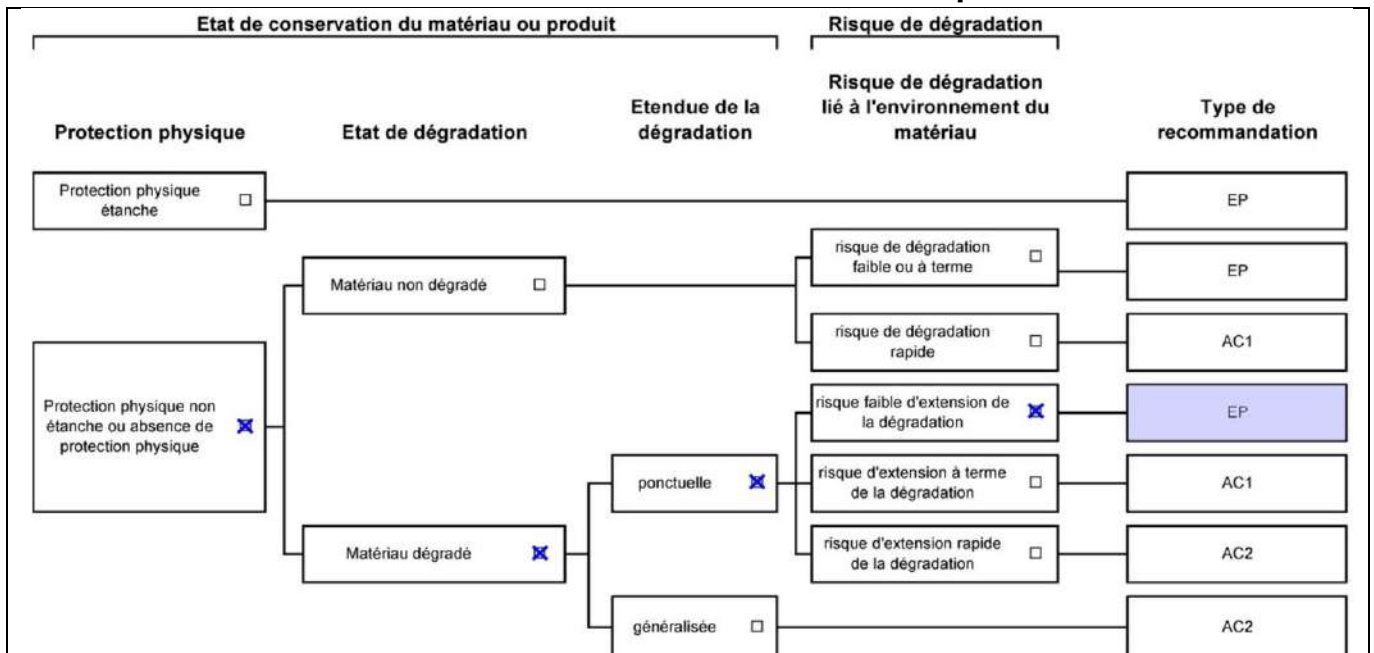 Etat de conservation du matériau ou produit
Risque de dégradation
Protection physique
Etat de dégradation
Etendue de la
dégradation
Risque de dégradation
lié à l'environnement du
matériau
Type de
recommandation
Protection physique
étanche
EP
Matériau non dégradé
risque de dégradation
faible ou à terme
EP
risque de dégradation
rapide
AC1
Protection physique non
étanche ou absence de
protection physique
risque faible d'extension de
la dégradation
EP
ponctuelle
risque d'extension à terme
de la dégradation
AC1
Matériau dégradé
risque d'extension rapide
de la dégradation
AC2
généralisée
AC2